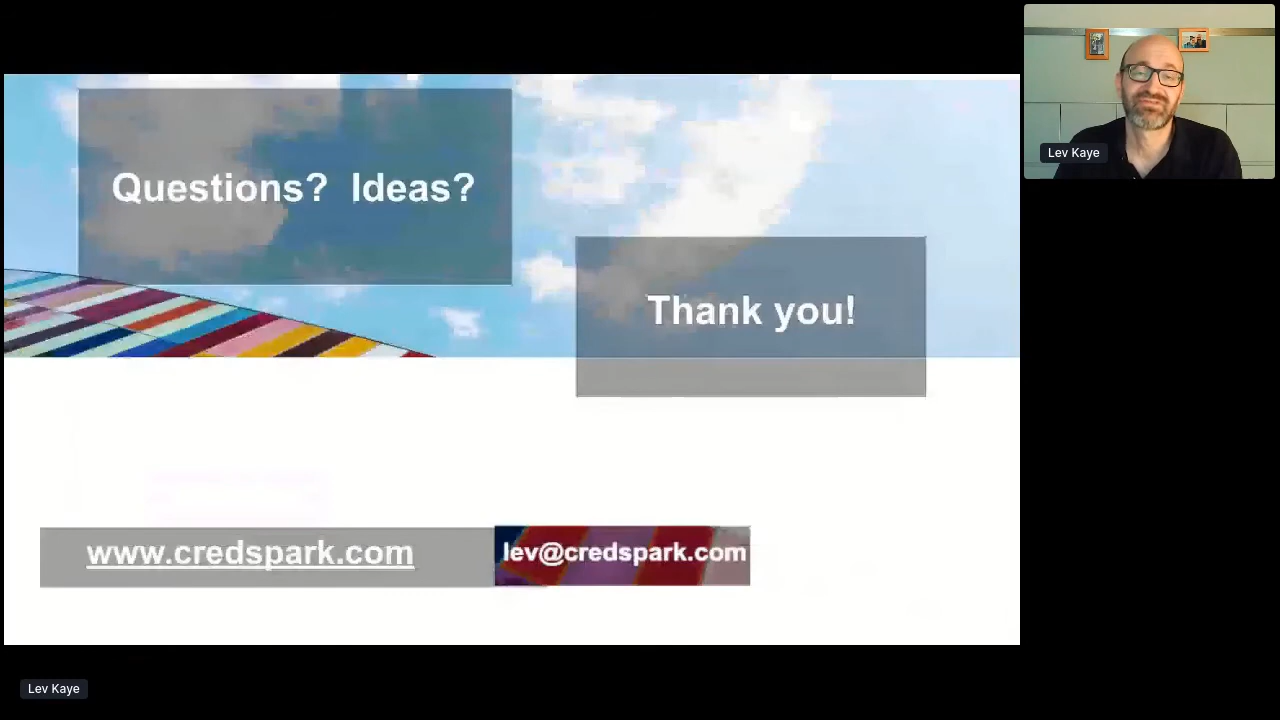 Questions?  Ideas?
Thank you!
www.credspark.com
lev@credspark.com
Lev Kaye
Lev Kaye